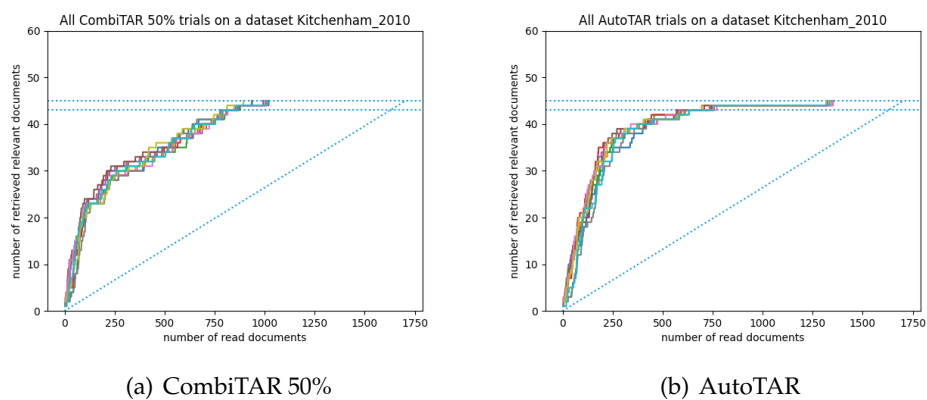 All CombiTAR 50% trials on a dataset Kitchenham_2010
60
50
40
30
20
10
0
number of retrieved relevant documents
0 250 500 750 1000 1250 1500 1750
number of read documents
(a) CombiTAR 50%
All AutoTAR trials on a dataset Kitchenham_2010
60
50
40
30
20
10
0
number of retrieved relevant documents
0 250 500 750 1000 1250 1500 1750
number of read documents
(b) AutoTAR